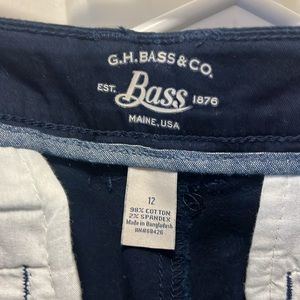 G.H.BASS & CO.
EST. Bass 1876
MAINE, USA
12
98% COTTON
2% SPANDEX
Made in Bangladesh